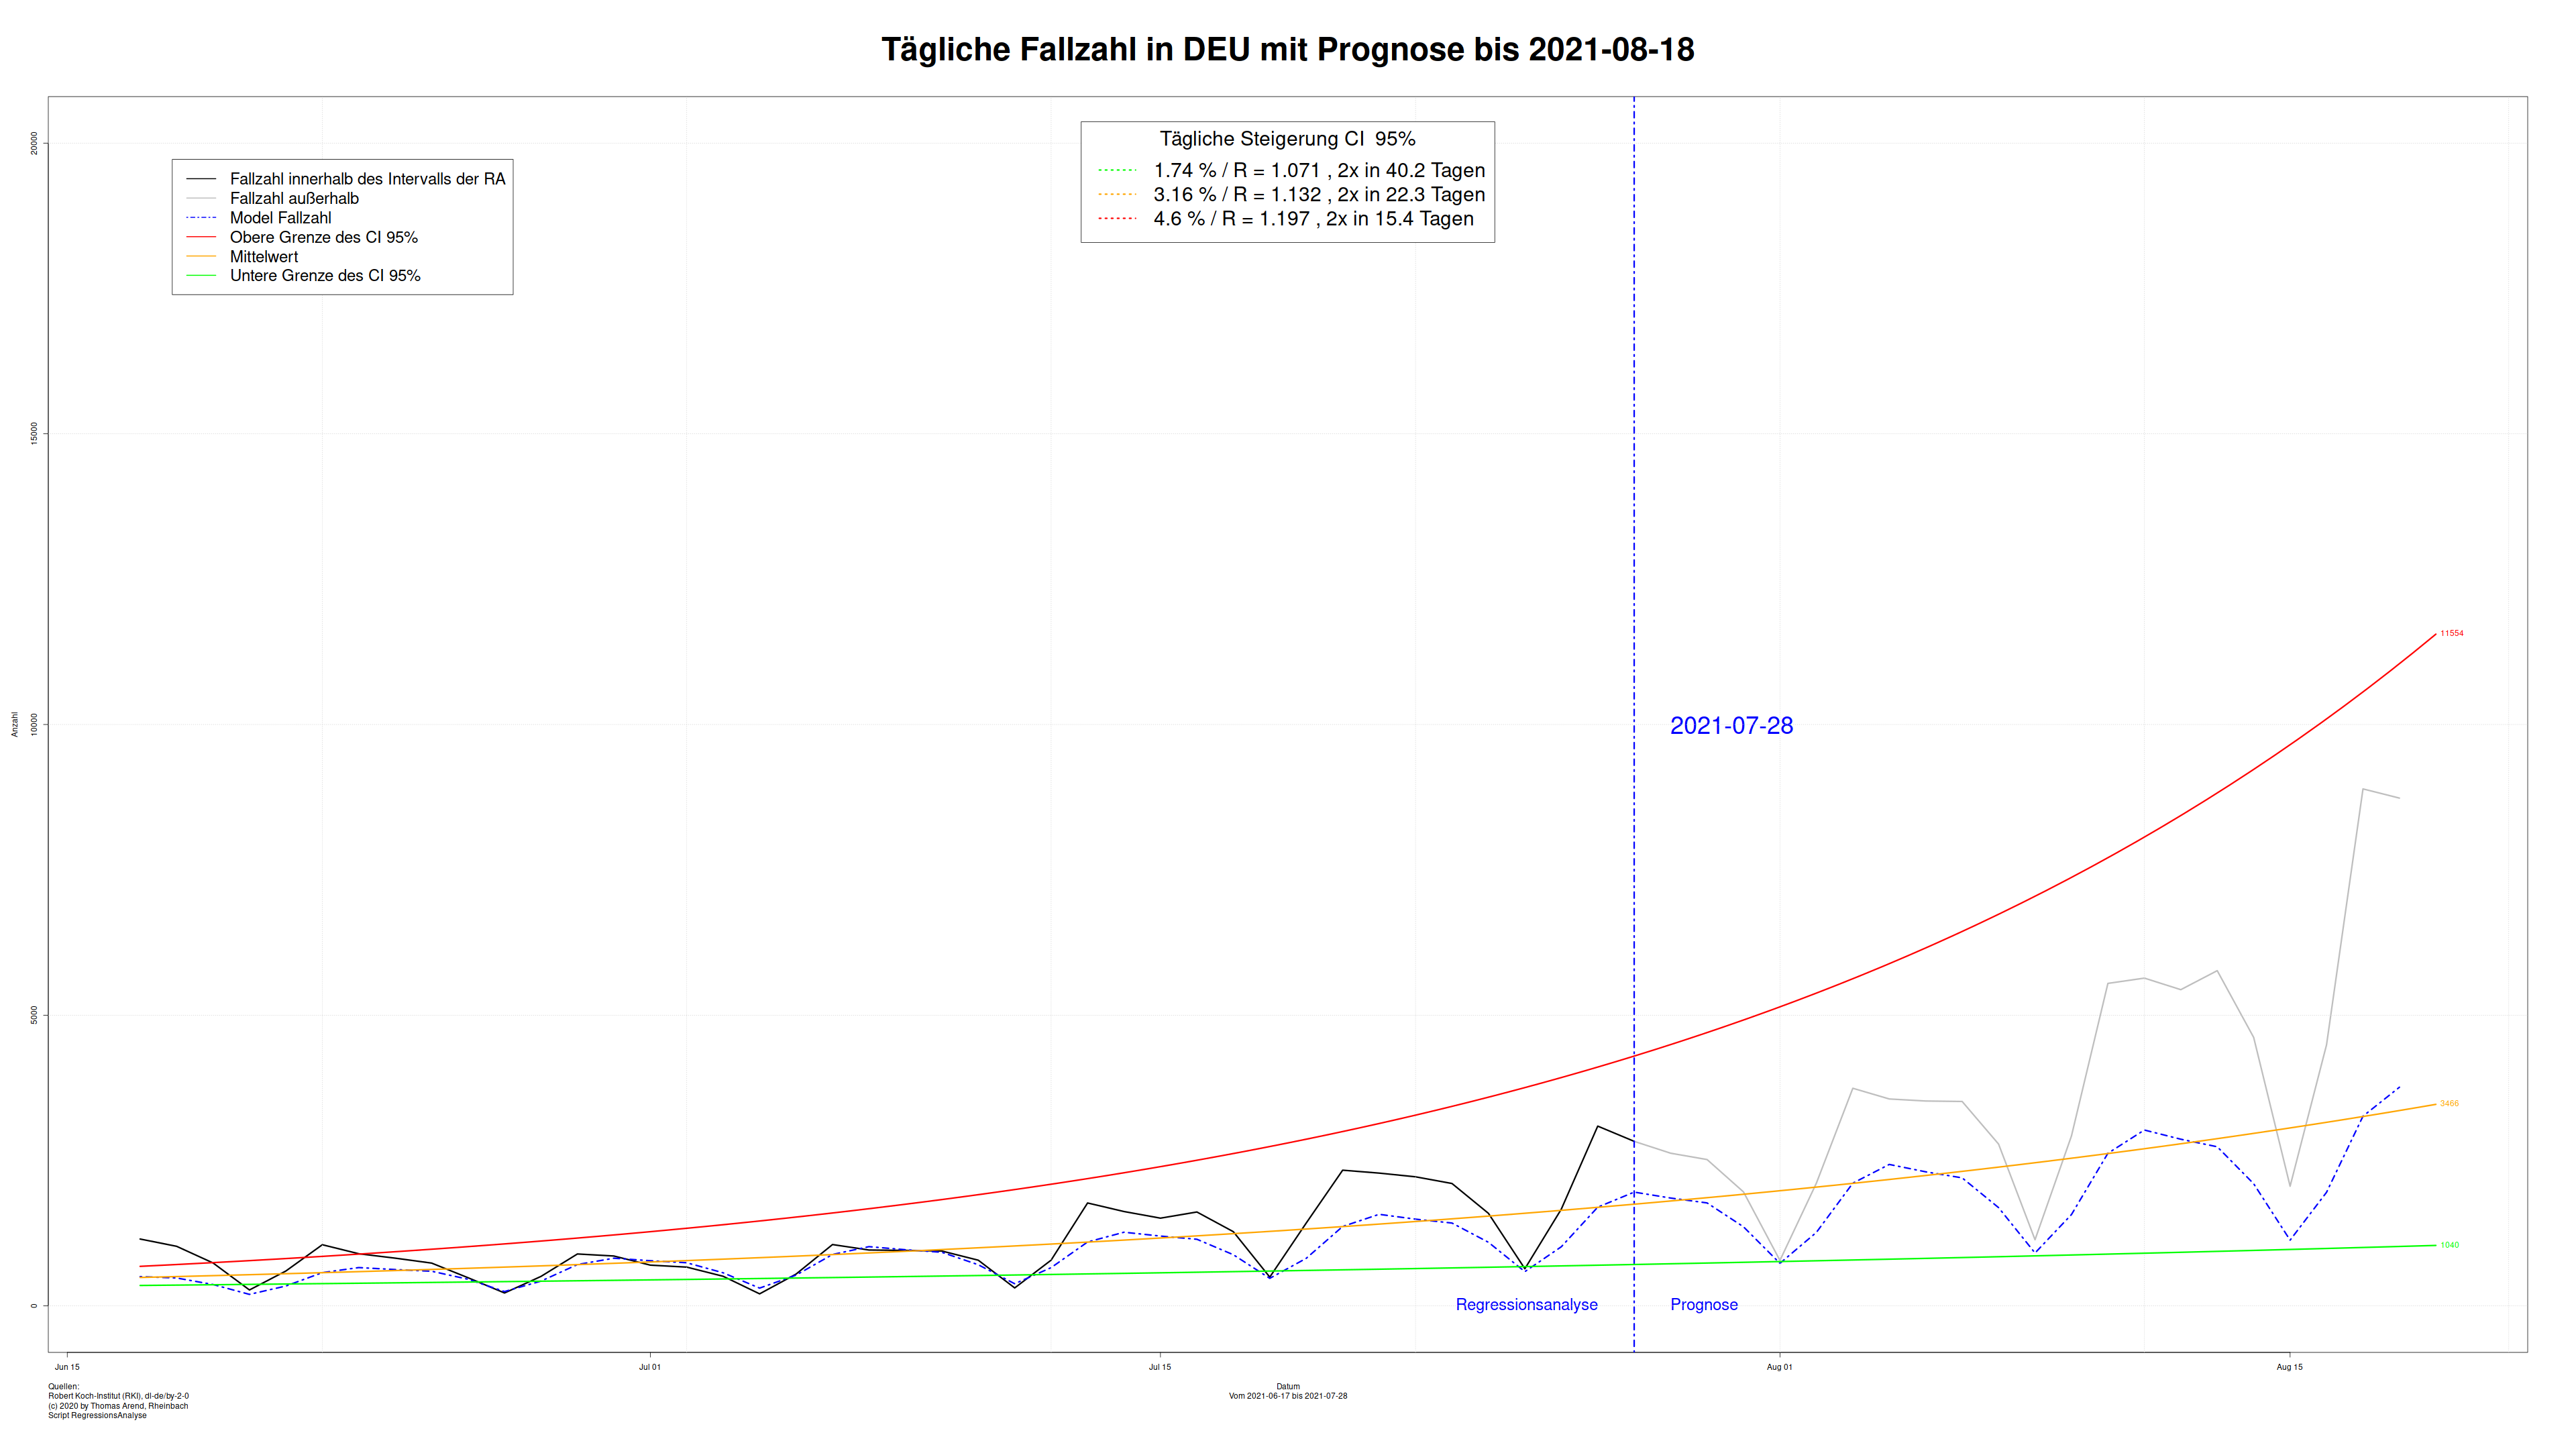 Tägliche Fallzahl in DEU mit Prognose bis 2021-08-18
Tägliche Steigerung CI 95%
1.74 % / R = 1.071 , 2x in 40.2 Tagen
3.16 % / R = 1.132 , 2x in 22.3 Tagen
4.6 % / R = 1.197 , 2x in 15.4 Tagen
Fallzahl innerhalb des Intervalls der RA
Fallzahl außerhalb
Model Fallzahl
Obere Grenze des CI 95%
Mittelwert
Untere Grenze des CI 95%
20000
15000
10000
5000
0
Anzahl
11554
2021-07-28
3466
1040
Regressionsanalyse
Prognose
Jun 15
Jul 01
Jul 15
Aug 01
Aug 15
Datum
Vom 2021-06-17 bis 2021-07-28
Quellen:
Robert Koch-Institut (RKI), dl-de/by-2-0
(c) 2020 by Thomas Arend, Rheinbach
Script RegressionsAnalyse